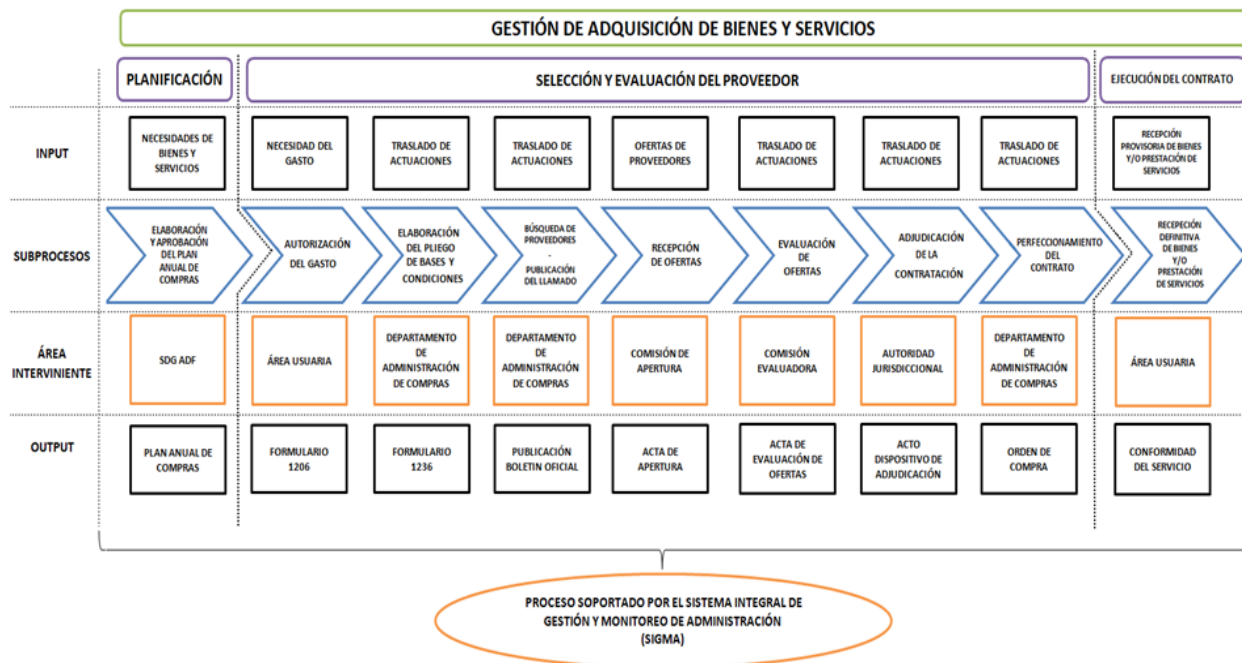 GESTIÓN DE ADQUISICIÓN DE BIENES Y SERVICIOS
PLANIFICACIÓN
SELECCIÓN Y EVALUACIÓN DEL PROVEEDOR
EJECUCIÓN DEL CONTRATO
INPUT
NECESIDADES DE
BIENES Y
SERVICIOS
NECESIDAD DEL
GASTO
TRASLADO DE
ACTUACIONES
TRASLADO DE
ACTUACIONES
OFERTAS DE
PROVEEDORES
TRASLADO DE
ACTUACIONES
TRASLADO DE
ACTUACIONES
TRASLADO DE
ACTUACIONES
RECEPCIÓN
PROVISORIA DE BIENES
Y/O PRESTACIÓN DE
SERVICIOS
SUBPROCESOS
ELABORACIÓN
Y APROBACIÓN
DEL PLAN
ANUAL DE
COMPRAS
AUTORIZACIÓN
DEL GASTO
ELABORACIÓN
DEL PLIEGO
DE BASES Y
CONDICIONES
BÚSQUEDA DE
PROVEEDORES
-
PUBLICACIÓN
DEL LLAMADO
RECEPCIÓN
DE OFERTAS
EVALUACIÓN
DE
OFERTAS
ADJUDICACIÓN
DE LA
CONTRATACIÓN
PERFECCIONAMIENTO
DEL
CONTRATO
RECEPECIÓN
DEFINITIVA
DE BIENES
Y/O
PRESTACIÓN
DE SERVICIOS
ÁREA
INTERVINIENTE
SDG ADF
ÁREA USUARIA
DEPARTAMENTO
DE
ADMINISTRACIÓN
DE COMPRAS
DEPARTAMENTO
DE
ADMINISTRACIÓN
DE COMPRAS
COMISIÓN DE
APERTURA
COMISIÓN
EVALUADORA
AUTORIDAD
JURISDICCIONAL
DEPARTAMENTO
DE
ADMINISTRACIÓN
DE COMPRAS
ÁREA USUARIA
OUTPUT
PLAN ANUAL DE
COMPRAS
FORMULARIO
1206
FORMULARIO
1236
PUBLICACIÓN
BOLETIN OFICIAL
ACTA DE
APERTURA
ACTA
DE EVALUACIÓN DE
OFERTAS
ACTO
DISPOSITIVO DE
ADJUDICACIÓN
ORDEN DE
COMPRA
CONFORMIDAD
DEL SERVICIO
PROCESO SOPORTADO POR EL SISTEMA INTEGRAL DE
GESTIÓN Y MONITOREO DE ADMINISTRACIÓN
(SIGMA)